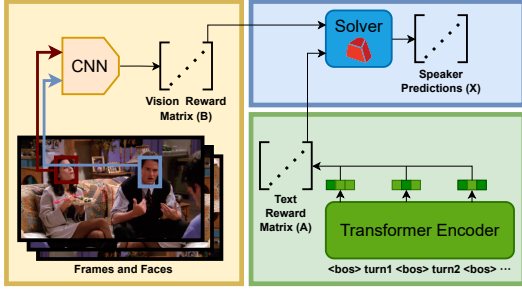 CNN
Vision Reward
Matrix (B)
Frames and Faces
Solver
Speaker
Predictions (X)
Text
Reward
Matrix (A)
Transformer Encoder
<bos> turn1 <bos> turn2 <bos> ...